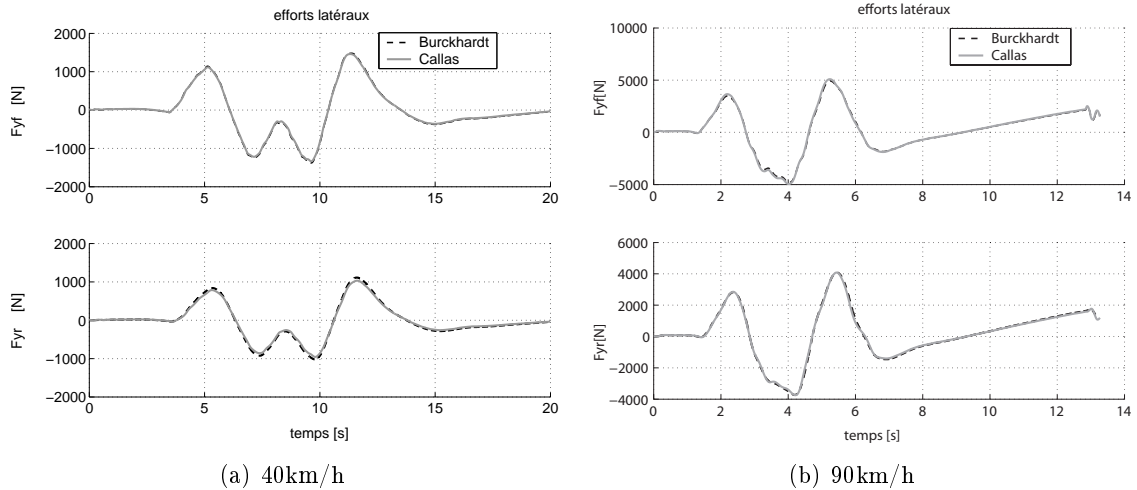 efforts latéraux
2000
1000
0
−1000
−2000
Fyf [N]
0 5 10 15 20
Burckhardt
Callas
2000
1000
0
−1000
−2000
Fyr [N]
0 5 10 15 20
temps [s]
(a) 40km/h
efforts latéraux
10000
5000
0
−5000
Fyf[N]
0 2 4 6 8 10 12 14
Burckhardt
Callas
6000
4000
2000
0
−2000
−4000
Fyr[N]
0 2 4 6 8 10 12 14
temps [s]
(b) 90km/h